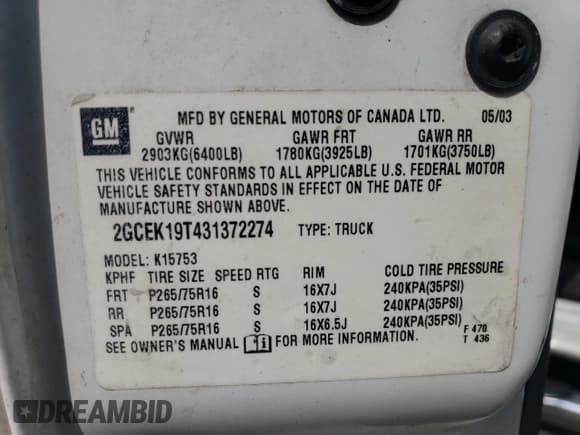 GM
MFD BY GENERAL MOTORS OF CANADA LTD. 05/03
GVWR GAWR FRT GAWR RR
2903KG(6400LB) 1780KG(3925LB) 1701KG(3750LB)
THIS VEHICLE CONFORMS TO ALL APPLICABLE U.S. FEDERAL MOTOR
VEHICLE SAFETY STANDARDS IN EFFECT ON THE DATE OF
MANUFACTURE SHOWN ABOVE.
2GCEK19T431372274 TYPE: TRUCK
MODEL: K15753
KPHF TIRE SIZE SPEED RTG RIM COLD TIRE PRESSURE
FRT P265/75R16 S 16X7J 240KPA(35PSI)
RR P265/75R16 S 16X7J 240KPA(35PSI)
SPA P265/75R16 S 16X6.5J 240KPA(35PSI)
SEE OWNER'S MANUAL FOR MORE INFORMATION.
F 470
T 436
DREAMBID